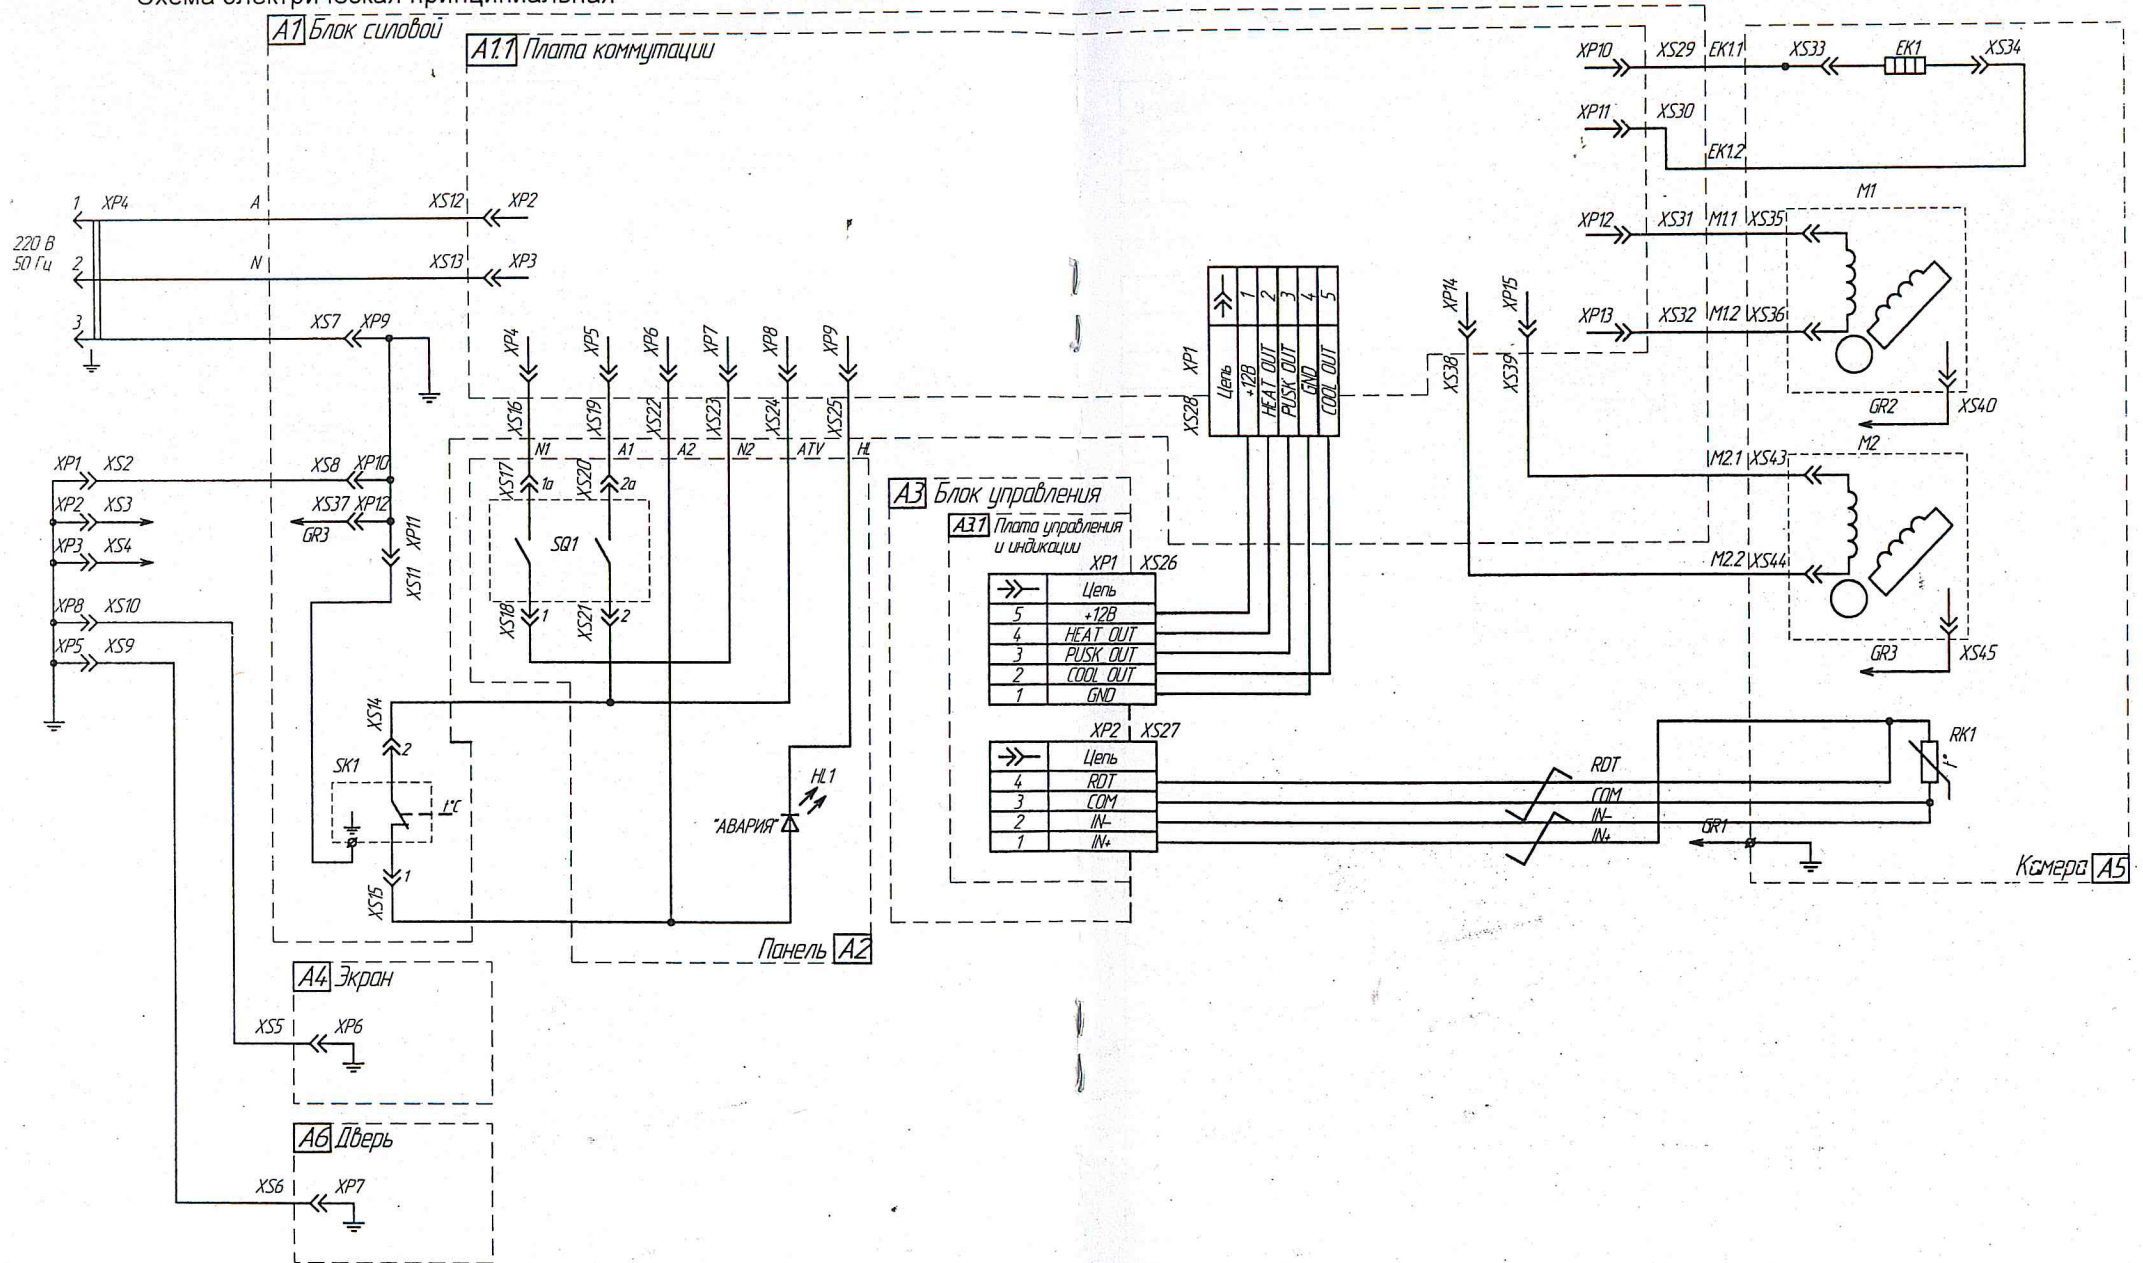 Схема электрическая принципиальная
A1 Блок силовой
A1.1 Плата коммутации
XP10 XS29 EK1.1 XS33 EK1 XS34
XP11 XS30
EK1.2
M1
1 XP4 A XS12 XP2
XP12 XS31 M1.1 XS35
220 В
50 Гц
2 N XS13 XP3
3 XS7 XP9
XP13 XS32 M1.2 XS36
XP4 XP5 XP6 XP7 XP8 XP9
XP14 XP15
XS38 XS39
XP1
XS28
Цепь
+12В
HEAT OUT
PUSK OUT
GND
COOL OUT
1 2 3 4 5
GR2 XS40
M2
XS16 XS19 XS22 XS23 XS24 XS25
N1 A1 A2 N2 ATV HL
M2.1 XS43
XP1 XS2 XS8 XP10
XP2 XS3 XS37 XP12
GR3
XP3 XS4
XP11
XS11
XP8 XS10
XP5 XS9
XS17 1а XS20 2а
SQ1
XS18 1 XS21 2
A3 Блок управления
A3.1 Плата управления
и индикации
XP1 XS26
Цепь
5 +12В
4 HEAT OUT
3 PUSK OUT
2 COOL OUT
1 GND
M2.2 XS44
GR3 XS45
XP2 XS27
Цепь
4 RDT
3 COM
2 IN-
1 IN+
RDT
COM
IN-
IN+
GR1
RK1
t°
XS14
2
SK1
t°C
1
XS15
HL1
"АВАРИЯ"
Камера A5
Панель A2
A4 Экран
XS5 XP6
A6 Дверь
XS6 XP7